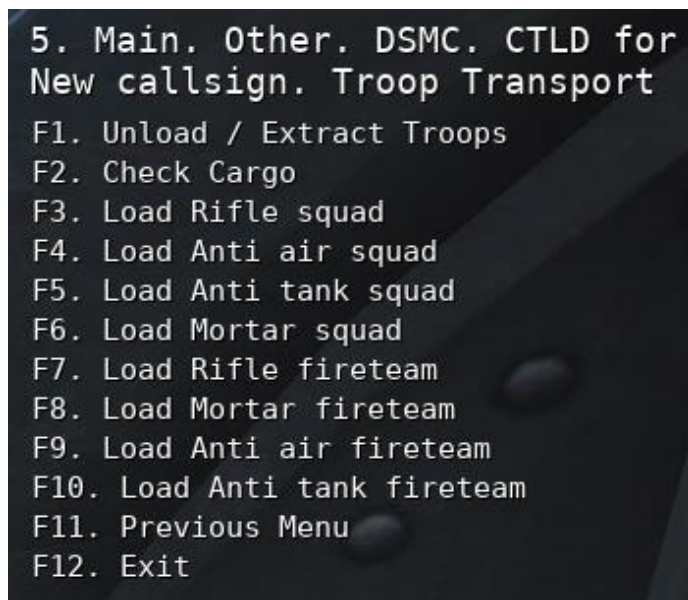 5. Main. Other. DSMC. CTLD for
New callsign. Troop Transport
F1. Unload / Extract Troops
F2. Check Cargo
F3. Load Rifle squad
F4. Load Anti air squad
F5. Load Anti tank squad
F6. Load Mortar squad
F7. Load Rifle fireteam
F8. Load Mortar fireteam
F9. Load Anti air fireteam
F10. Load Anti tank fireteam
F11. Previous Menu
F12. Exit